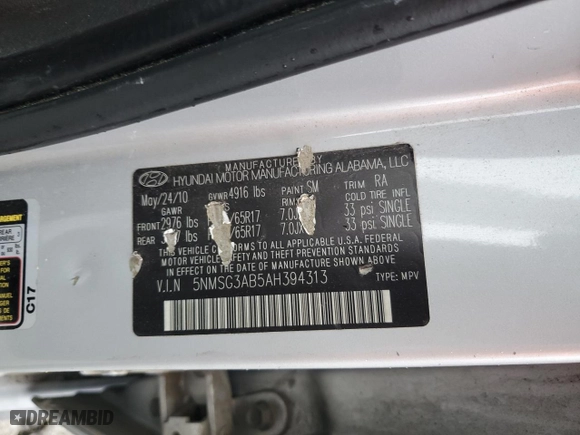 MANUFACTURED BY
HYUNDAI MOTOR MANUFACTURING ALABAMA, LLC
May/24/10 GVWR 4916 lbs PAINT SM TRIM RA
GAWR COLD TIRE INFL
FRONT 2976 lbs /65R17 7.0J 33 psi SINGLE
REAR lbs /65R17 7.0JX 33 psi SINGLE
THIS VEHICLE CONFORMS TO ALL APPLICABLE U.S.A. FEDERAL MOTOR
VEHICLE SAFETY, BUMPER, AND THEFT PREVENTION STANDARDS
IN EFFECT ON THE DATE OF MANUFACTURE SHOWN ABOVE.
V.I.N 5NMSG3AB5AH394313 TYPE: MPV
C17
REAR
DREAMBID